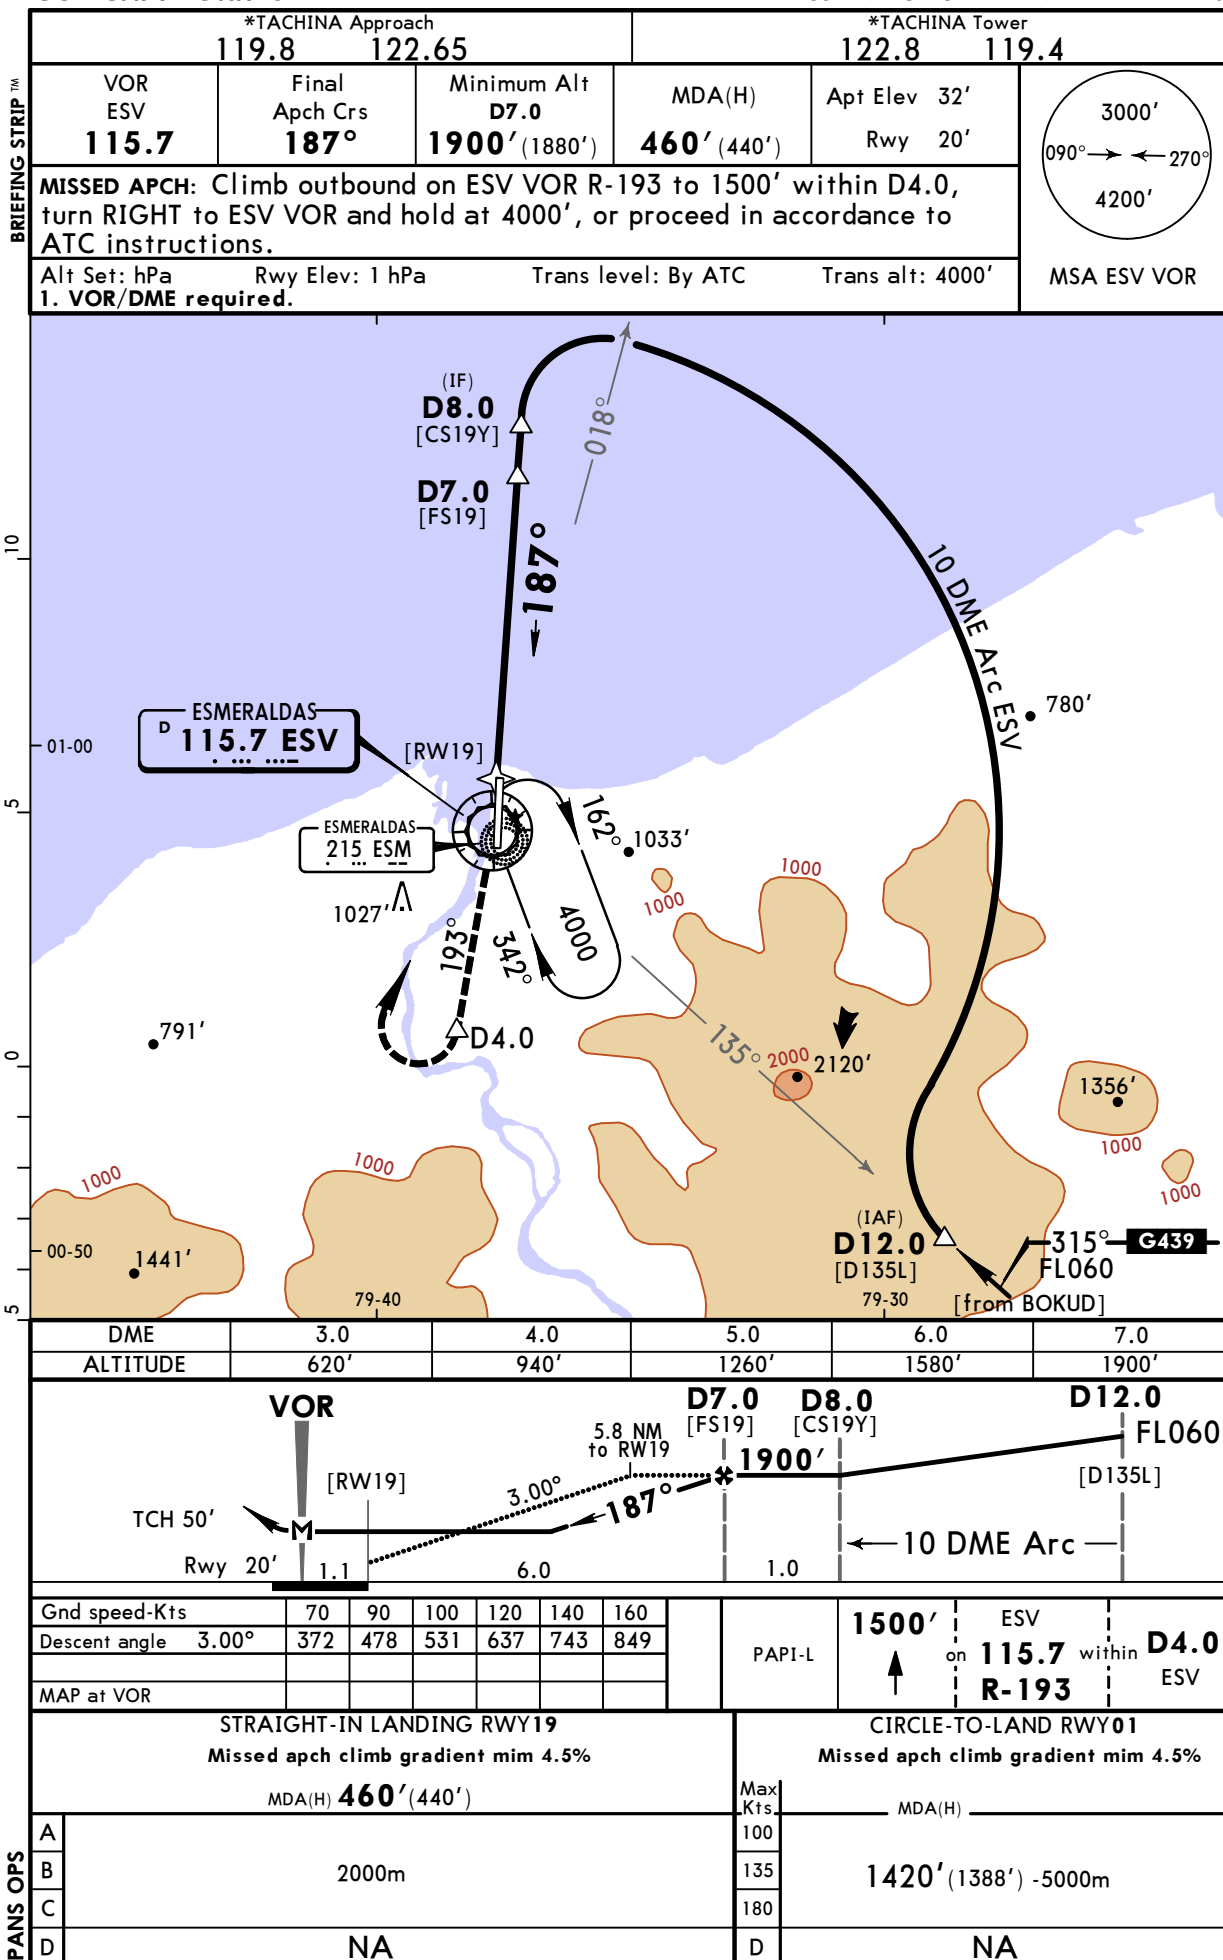 *TACHINA Approach
119.8 122.65
*TACHINA Tower
122.8 119.4
BRIEFING STRIP TM
VOR
ESV
115.7
Final
Apch Crs
187°
Minimum Alt
D7.0
1900' (1880')
MDA(H)
460' (440')
Apt Elev 32'
Rwy 20'
3000'
090° 270°
4200'
MSA ESV VOR
MISSED APCH: Climb outbound on ESV VOR R-193 to 1500' within D4.0,
turn RIGHT to ESV VOR and hold at 4000', or proceed in accordance to
ATC instructions.
Alt Set: hPa Rwy Elev: 1 hPa Trans level: By ATC Trans alt: 4000'
1. VOR/DME required.
(IF)
D8.0
[CS19Y]
018°
D7.0
[FS19]
187°
10
10 DME Arc ESV
780'
ESMERALDAS
D 115.7 ESV
01-00
[RW19]
5
162°
1033'
ESMERALDAS
215 ESM
1000
1000
1027'
193°
342°
4000
791'
D4.0
135°
2000
2120'
0
1356'
1000
1000
1000
1000
(IAF)
D12.0
[D135L]
315°
G439
FL060
00-50
1441'
79-40
79-30
[from BOKUD]
5
DME 3.0 4.0 5.0 6.0 7.0
ALTITUDE 620' 940' 1260' 1580' 1900'
VOR
D7.0
[FS19]
D8.0
[CS19Y]
D12.0
FL060
[D135L]
5.8 NM
to RW19
1900'
[RW19]
3.00°
187°
TCH 50'
10 DME Arc
Rwy 20'
1.1 6.0 1.0
Gnd speed-Kts 70 90 100 120 140 160
Descent angle 3.00° 372 478 531 637 743 849
MAP at VOR
PAPI-L
1500'
on
ESV
115.7
R-193
within
D4.0
ESV
STRAIGHT-IN LANDING RWY19
Missed apch climb gradient mim 4.5%
MDA(H) 460' (440')
CIRCLE-TO-LAND RWY01
Missed apch climb gradient mim 4.5%
Max
Kts
MDA(H)
PANS OPS
A
B
C
D
2000m
NA
100
135
180
D
1420' (1388') -5000m
NA